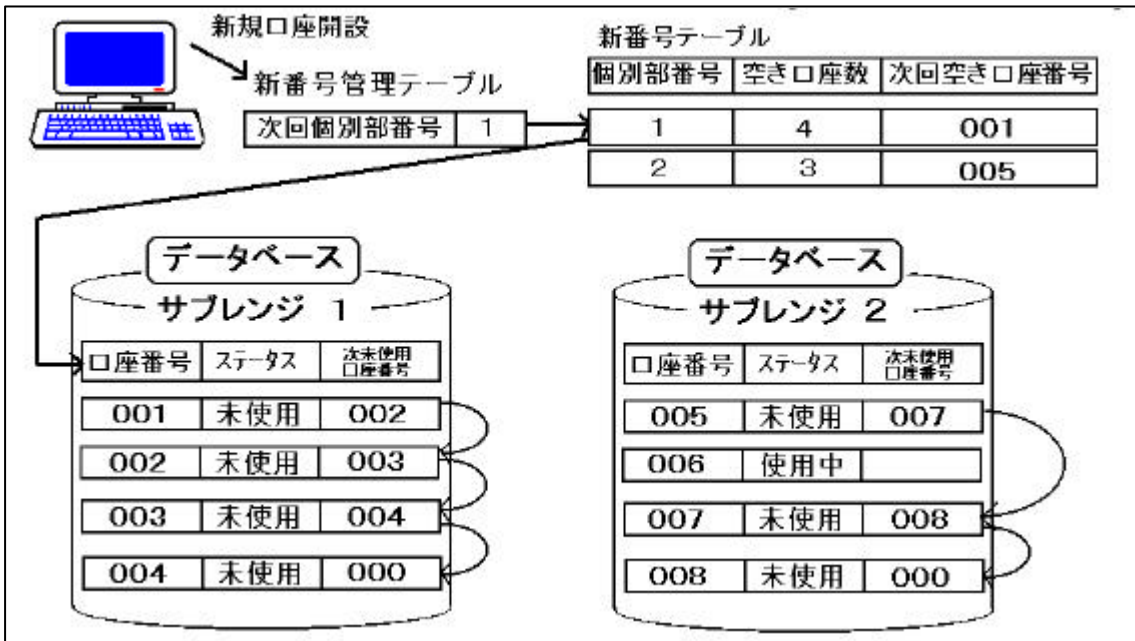 新規口座開設
新番号管理テーブル
次回個別部番号 1
新番号テーブル
個別部番号 空き口座数 次回空き口座番号
1 4 001
2 3 005
データベース
サブレンジ 1
口座番号 ステータス 次未使用口座番号
001 未使用 002
002 未使用 003
003 未使用 004
004 未使用 000
データベース
サブレンジ 2
口座番号 ステータス 次未使用口座番号
005 未使用 007
006 使用中
007 未使用 008
008 未使用 000